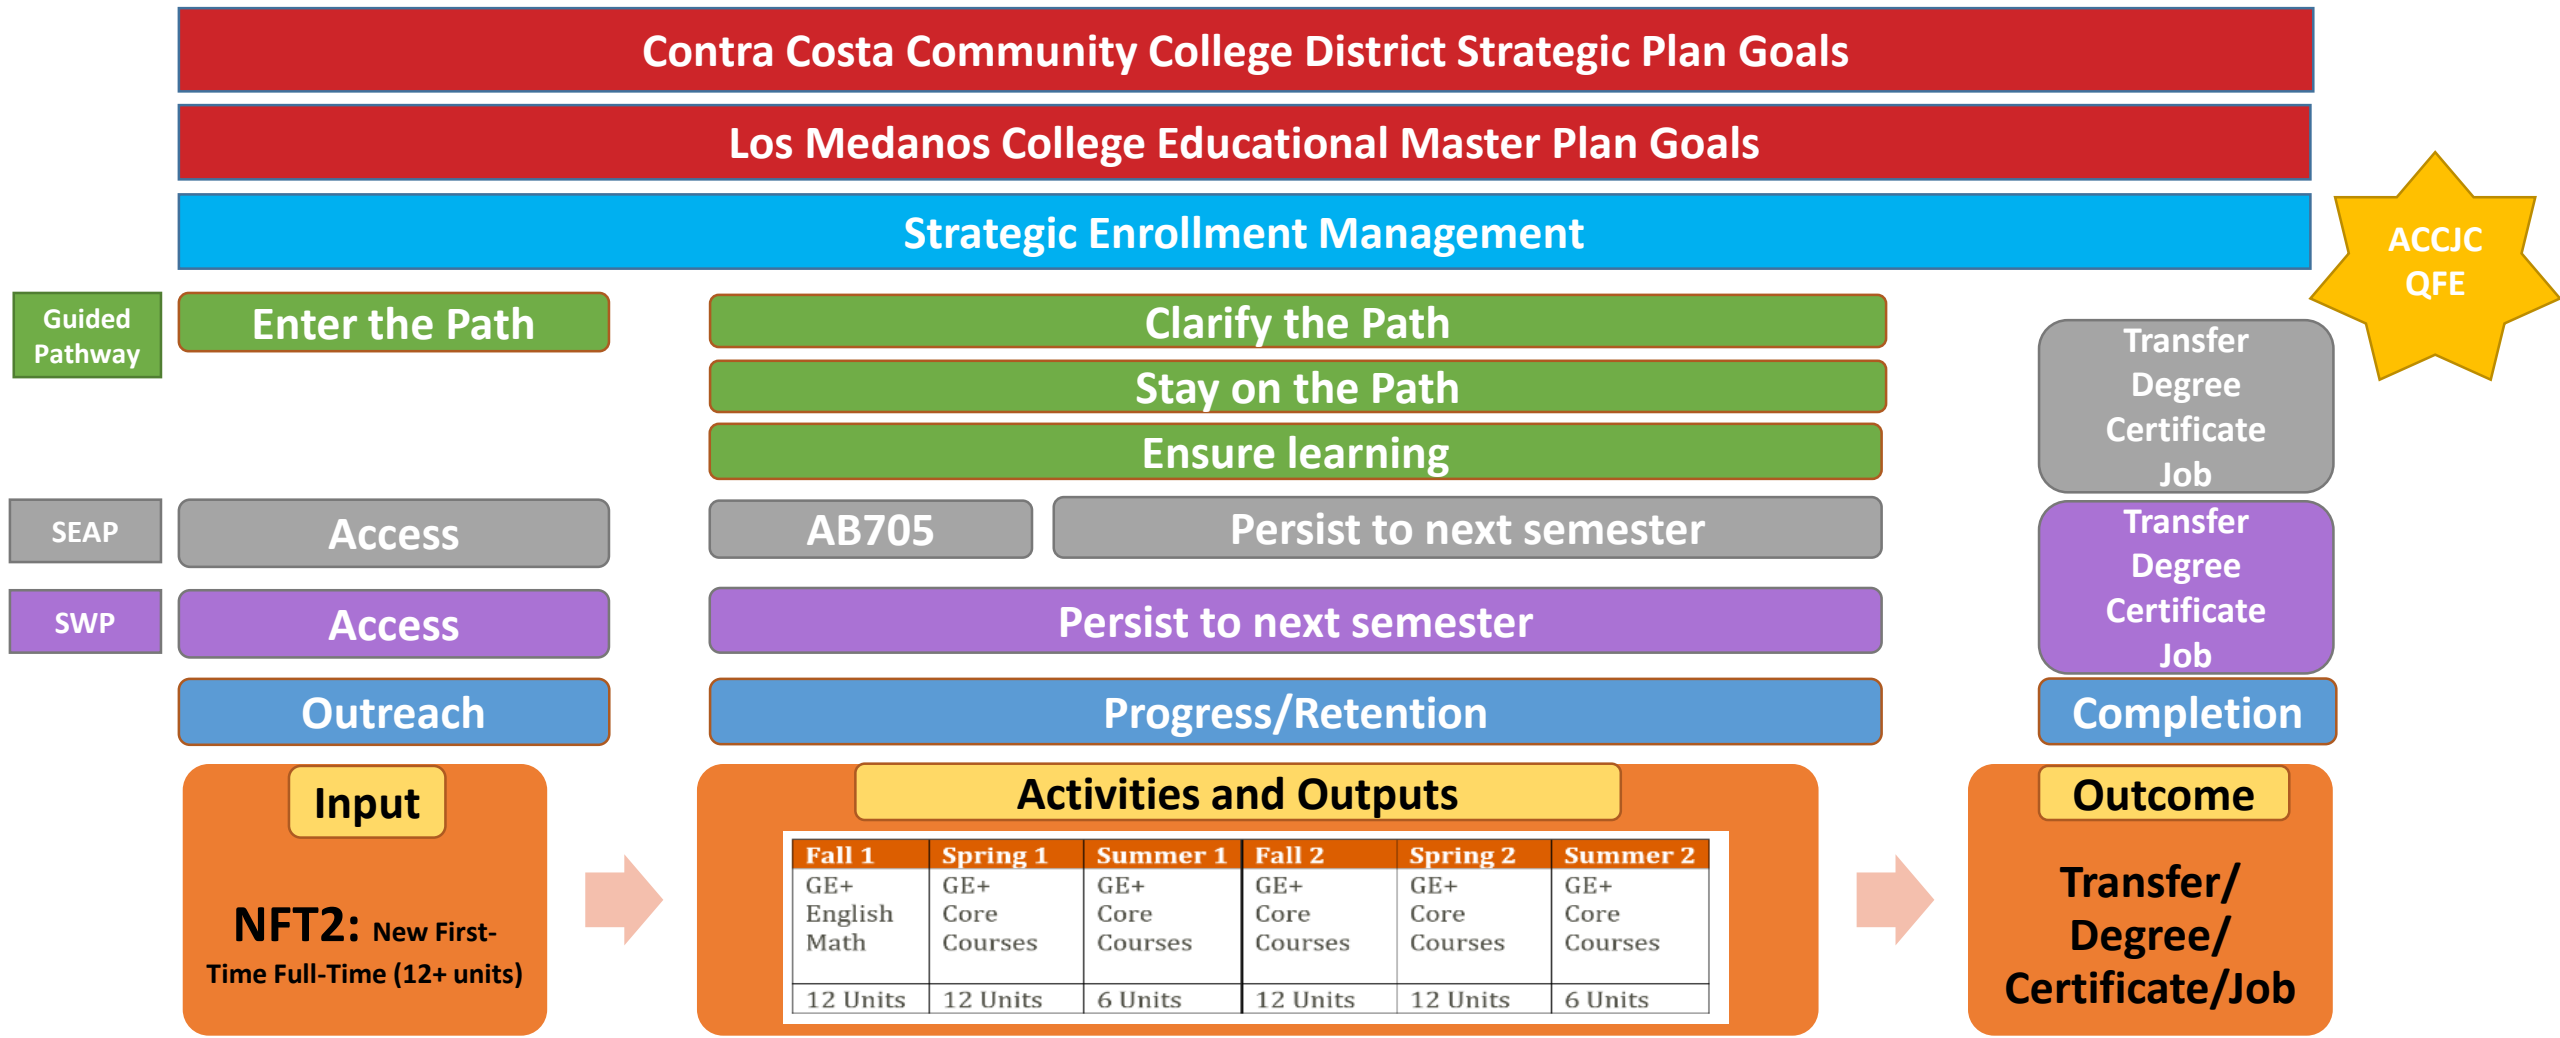 Contra Costa Community College District Strategic Plan Goals
Los Medanos College Educational Master Plan Goals
Strategic Enrollment Management
ACCJC
QFE
Guided
Pathway
Enter the Path
Clarify the Path
Stay on the Path
Ensure learning
Transfer
Degree
Certificate
Job
SEAP
Access
AB705
Persist to next semester
Transfer
Degree
Certificate
Job
SWP
Access
Persist to next semester
Outreach
Progress/Retention
Completion
Input
NFT2: New First-
Time Full-Time (12+ units)
Activities and Outputs
Fall 1 Spring 1 Summer 1 Fall 2 Spring 2 Summer 2
GE+ GE+ GE+ GE+ GE+ GE+
English Core Core Core Core Core
Math Courses Courses Courses Courses Courses
12 Units 12 Units 6 Units 12 Units 12 Units 6 Units
Outcome
Transfer/
Degree/
Certificate/Job